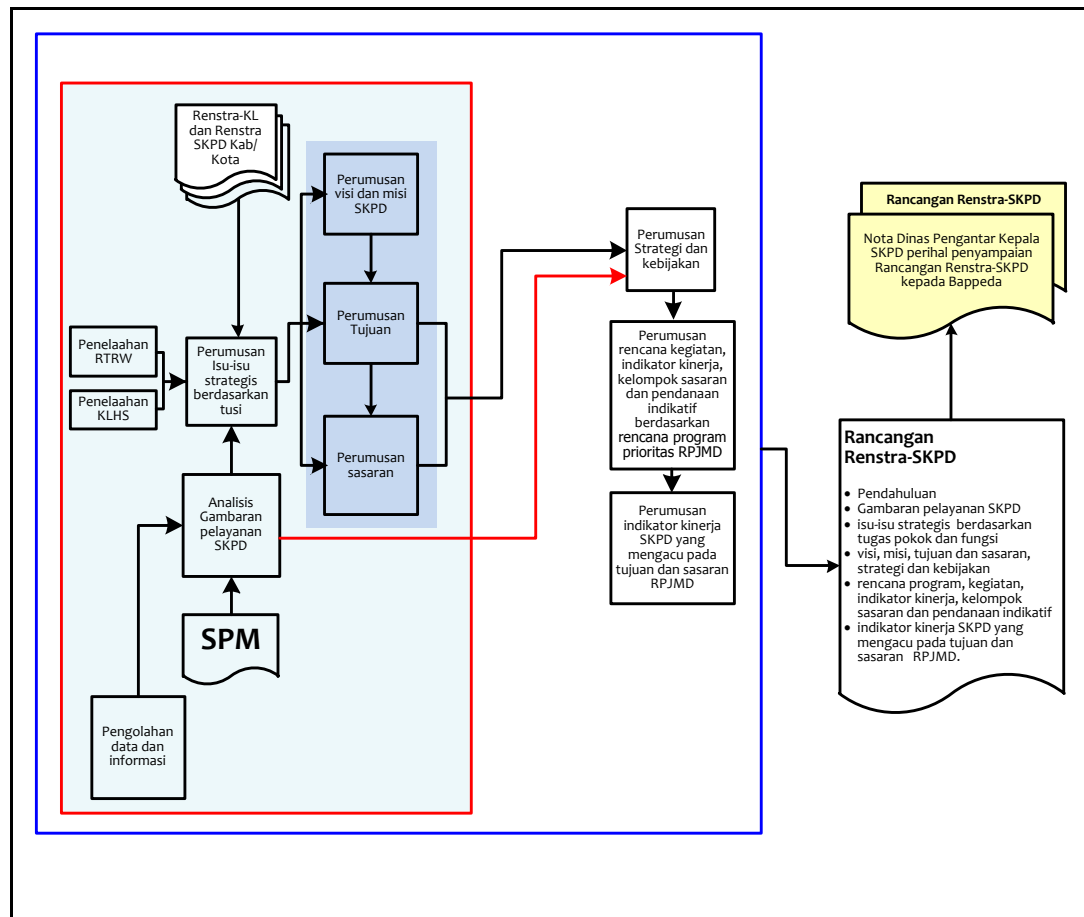 Renstra-KL
dan Renstra
SKPD Kab/
Kota
Perumusan
visi dan misi
SKPD
Perumusan
Tujuan
Perumusan
sasaran
Penelaahan
RTRW
Penelaahan
KLHS
Perumusan
Isu-isu
strategis
berdasarkan
tusi
Analisis
Gambaran
pelayanan
SKPD
SPM
Pengolahan
data dan
informasi
Perumusan
Strategi dan
kebijakan
Perumusan
rencana kegiatan,
indikator kinerja,
kelompok sasaran
dan pendanaan
indikatif
berdasarkan
rencana program
prioritas RPJMD
Perumusan
indikator kinerja
SKPD yang
mengacu pada
tujuan dan sasaran
RPJMD
Rancangan Renstra-SKPD
Nota Dinas Pengantar Kepala
SKPD perihal penyampaian
Rancangan Renstra-SKPD
kepada Bappeda
Rancangan
Renstra-SKPD
• Pendahuluan
• Gambaran pelayanan SKPD
• isu-isu strategis berdasarkan
tugas pokok dan fungsi
• visi, misi, tujuan dan sasaran,
strategi dan kebijakan
• rencana program, kegiatan,
indikator kinerja, kelompok
sasaran dan pendanaan indikatif
• indikator kinerja SKPD yang
mengacu pada tujuan dan
sasaran RPJMD.